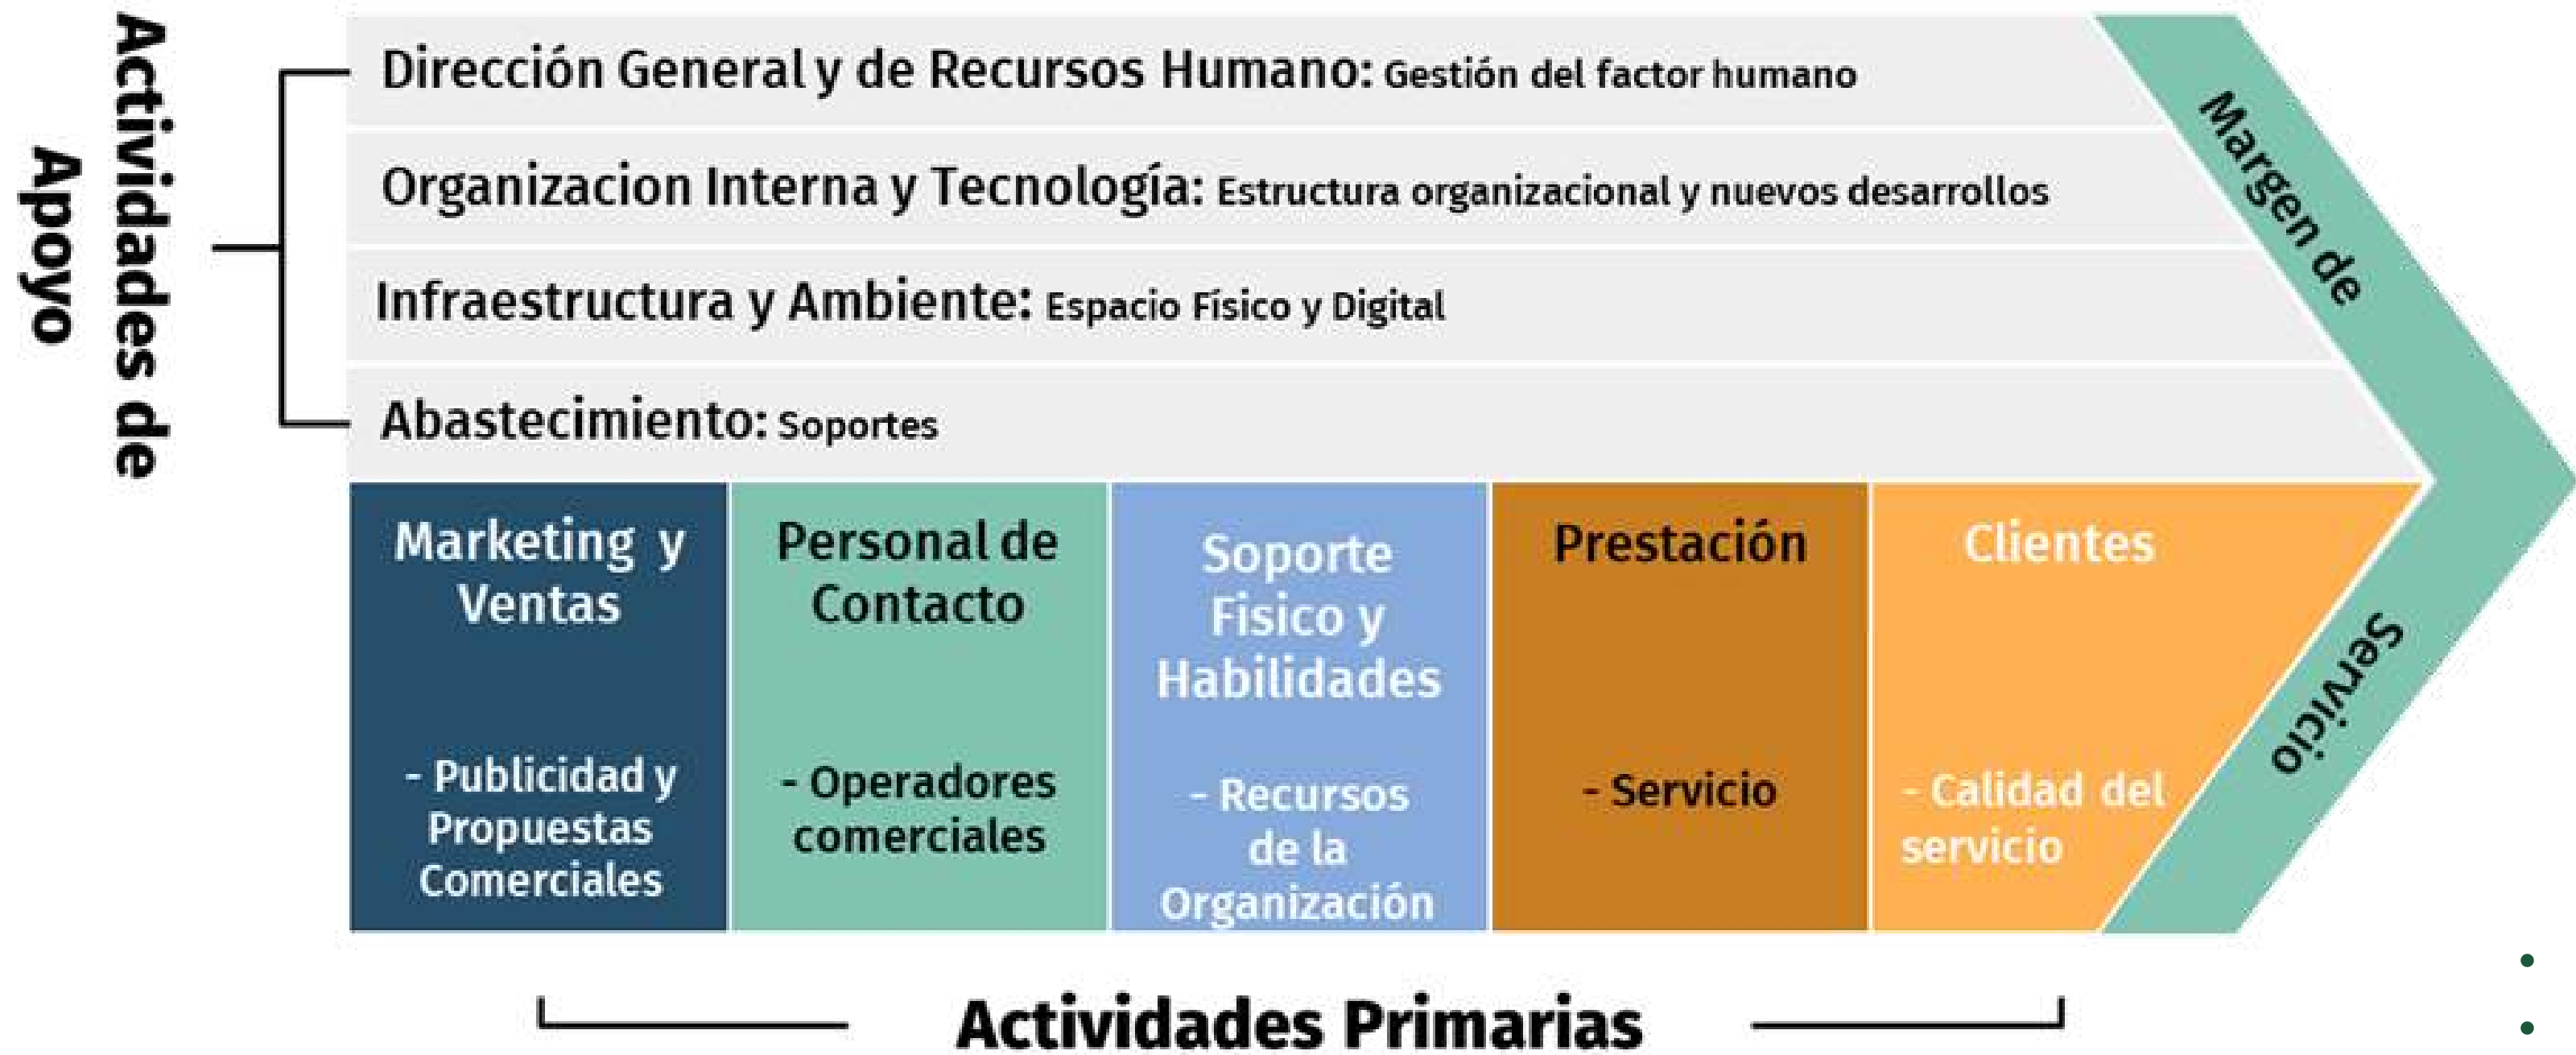 Actividades de
Apoyo
Dirección General y de Recursos Humano: Gestión del factor humano
Organizacion Interna y Tecnología: Estructura organizacional y nuevos desarrollos
Infraestructura y Ambiente: Espacio Físico y Digital
Abastecimiento: Soportes
Margen de
Servicio
Marketing y
Ventas
- Publicidad y
Propuestas
Comerciales
Personal de
Contacto
- Operadores
comerciales
Soporte
Fisico y
Habilidades
- Recursos
de la
Organización
Prestación
- Servicio
Clientes
- Calidad del
servicio
Actividades Primarias